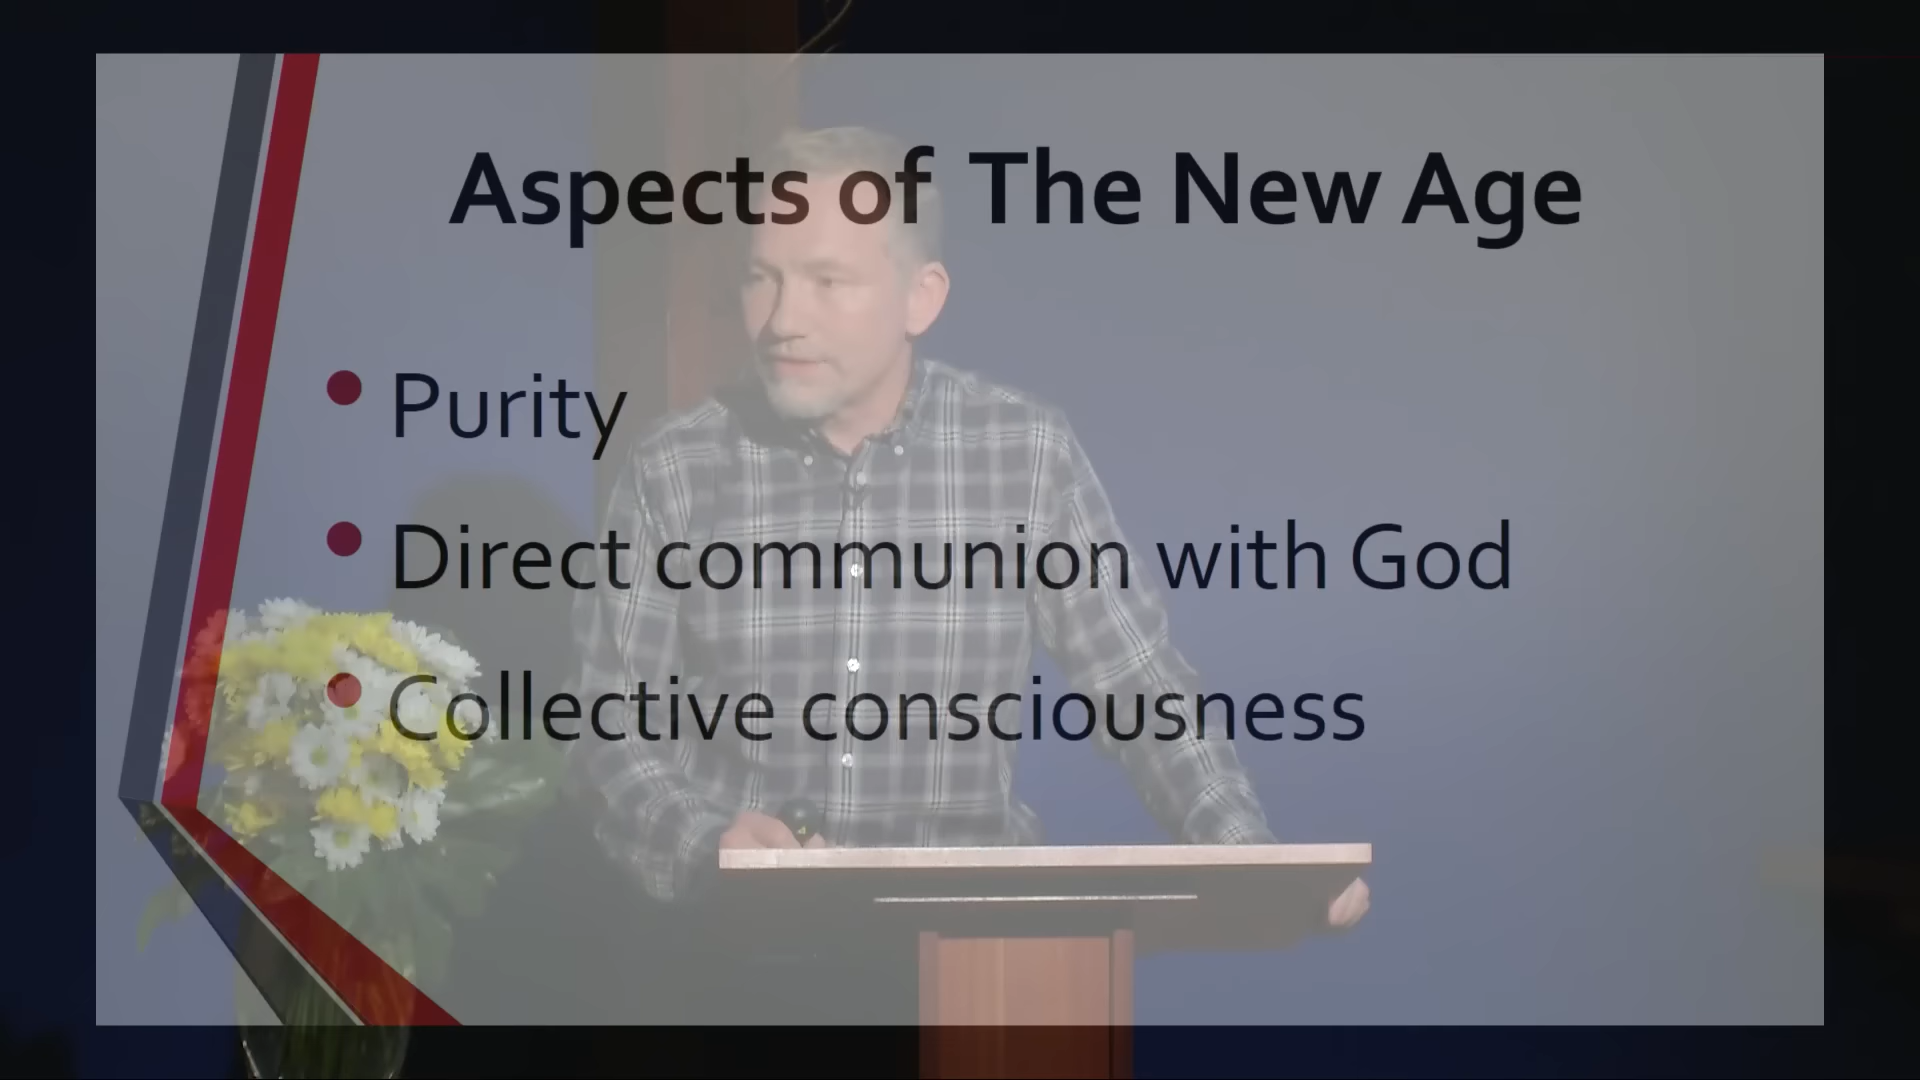 Aspects of The New Age
• Purity
• Direct communion with God
• Collective consciousness